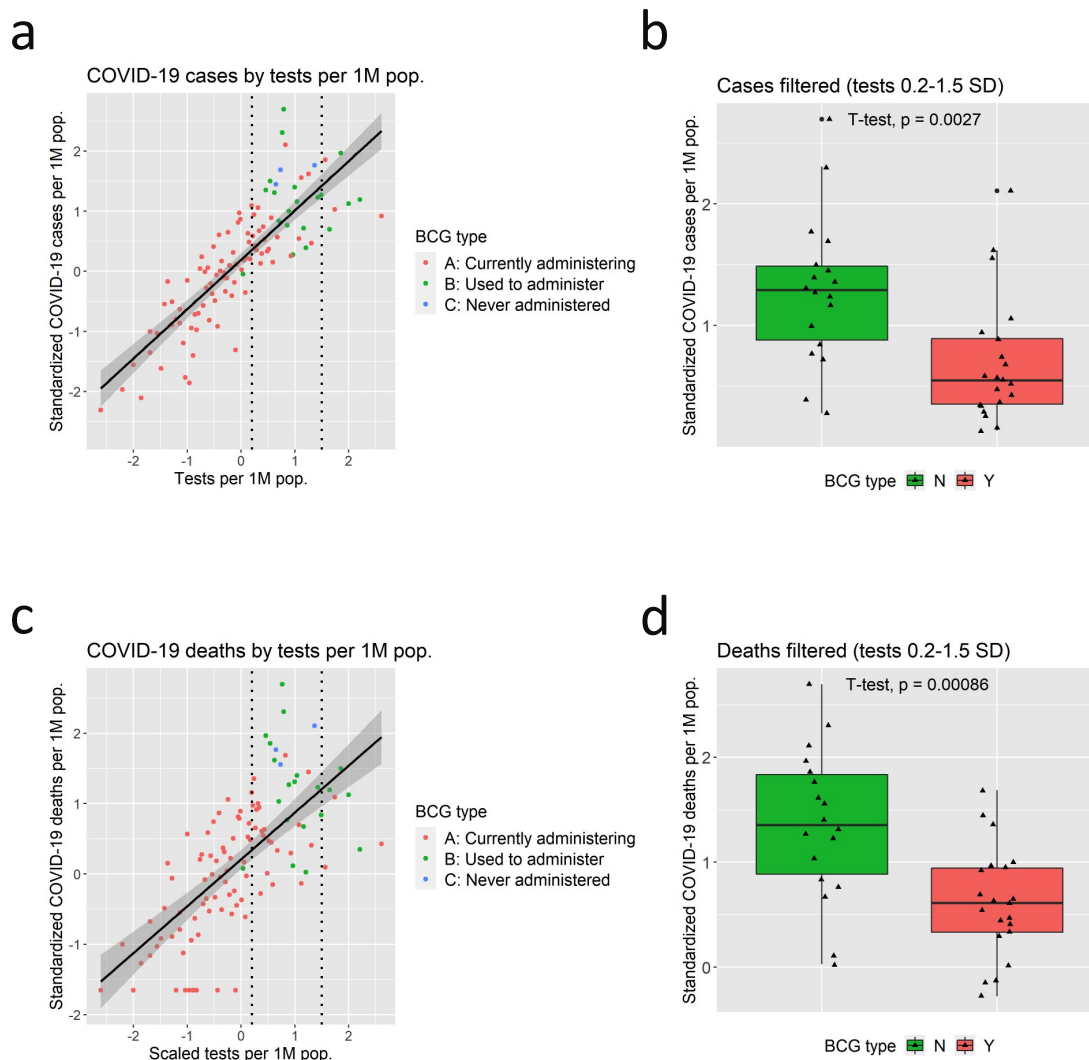 a
COVID-19 cases by tests per 1M pop.
Standardized COVID-19 cases per 1M pop.
2
1
0
-1
-2
-2
-1
0
1
2
Tests per 1M pop.
BCG type
A: Currently administering
B: Used to administer
C: Never administered
b
Cases filtered (tests 0.2-1.5 SD)
T-test, p = 0.0027
Standardized COVID-19 cases per 1M pop.
2
1
BCG type N Y
c
COVID-19 deaths by tests per 1M pop.
Standardized COVID-19 deaths per 1M pop.
2
1
0
-1
-2
-2
-1
0
1
2
Scaled tests per 1M pop.
BCG type
A: Currently administering
B: Used to administer
C: Never administered
d
Deaths filtered (tests 0.2-1.5 SD)
T-test, p = 0.00086
Standardized COVID-19 deaths per 1M pop.
2
1
0
BCG type N Y